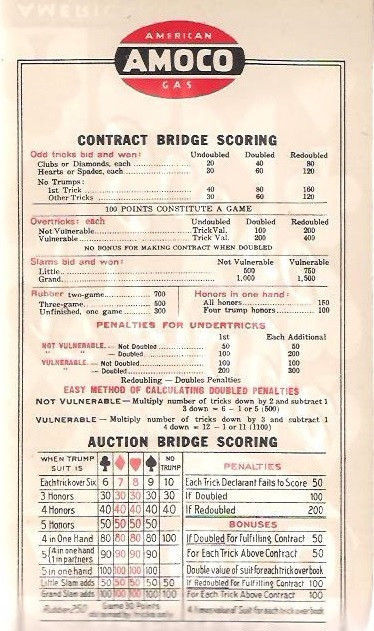 AMERICAN
AMOCO
GAS
CONTRACT BRIDGE SCORING
Odd tricks bid and won: Undoubled Doubled Redoubled
Clubs or Diamonds, each 20 40 80
Hearts or Spades, each 30 60 120
No Trumps:
1st. Trick 40 80 160
Other Tricks 30 60 120
100 POINTS CONSTITUTE A GAME
Overtricks: each Undoubled Doubled Redoubled
Not Vulnerable Trick Val. 100 200
Vulnerable Trick Val. 200 400
NO BONUS FOR MAKING CONTRACT WHEN DOUBLED
Slams bid and won: Not Vulnerable Vulnerable
Little 500 750
Grand 1,000 1,500
Rubber two-game 700 Honors in one hand:
Three-game 500 All honors 150
Unfinished, one game 300 Four trump honors 100
PENALTIES FOR UNDERTRICKS
1st Each Additional
NOT VULNERABLE.— Not Doubled 50 50
" " — Doubled 100 200
VULNERABLE.— Not Doubled 100 100
" — Doubled 200 300
Redoubling — Doubles Penalties
EASY METHOD OF CALCULATING DOUBLED PENALTIES
NOT VULNERABLE— Multiply number of tricks down by 2 and subtract 1
3 down = 6 - 1 or 5 (500)
VULNERABLE — Multiply number of tricks down by 3 and subtract 1
4 down = 12 - 1 or 11 (1100)
AUCTION BRIDGE SCORING
WHEN TRUMP SUIT IS ♣ ♦ ♥ ♠ NO TRUMP PENALTIES
Each trick over Six 6 7 8 9 10 Each Trick Declarant Fails to Score 50
3 Honors 30 30 30 30 30 If Doubled 100
4 Honors 40 40 40 40 40 If Redoubled 200
5 Honors 50 50 50 50 BONUSES
4 in One Hand 80 80 80 80 100 If Doubled For Fulfilling Contract 50
5 (4 in one hand 1 in partners 90 90 90 90 For Each Trick Above Contract 50
5 in one hand 100 100 100 100 Double value of suit for each trick over book
Little Slam adds 50 50 50 50 50 If Redoubled For Fulfilling Contract 100
Grand Slam adds 100 100 100 100 100 For Each Trick Above Contract 100
Rubber 250 Game 30 Points 4 times value of Suit for each trick over book